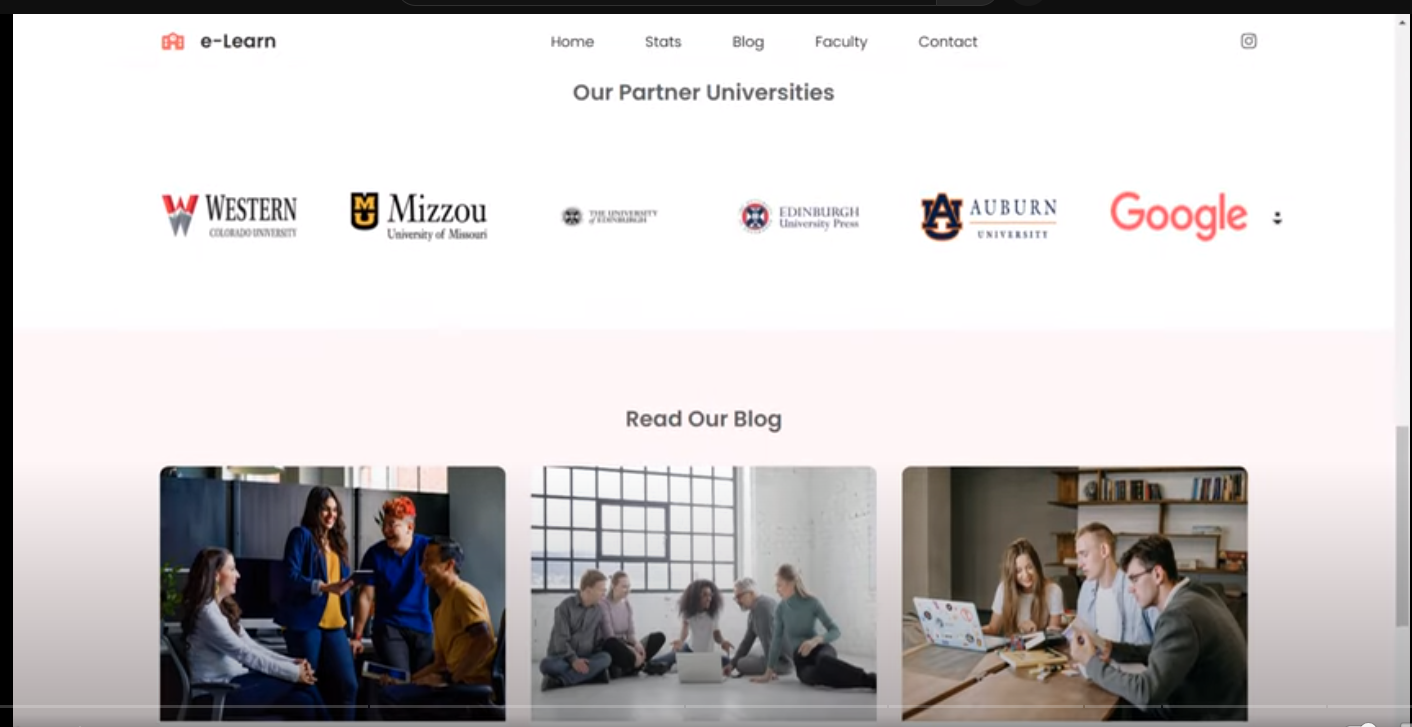 e-Learn
Home Stats Blog Faculty Contact
Our Partner Universities
WESTERN
COLORADO UNIVERSITY
Mizzou
University of Missouri
THE UNIVERSITY
of EDINBURGH
EDINBURGH
University Press
AUBURN
UNIVERSITY
Google
Read Our Blog